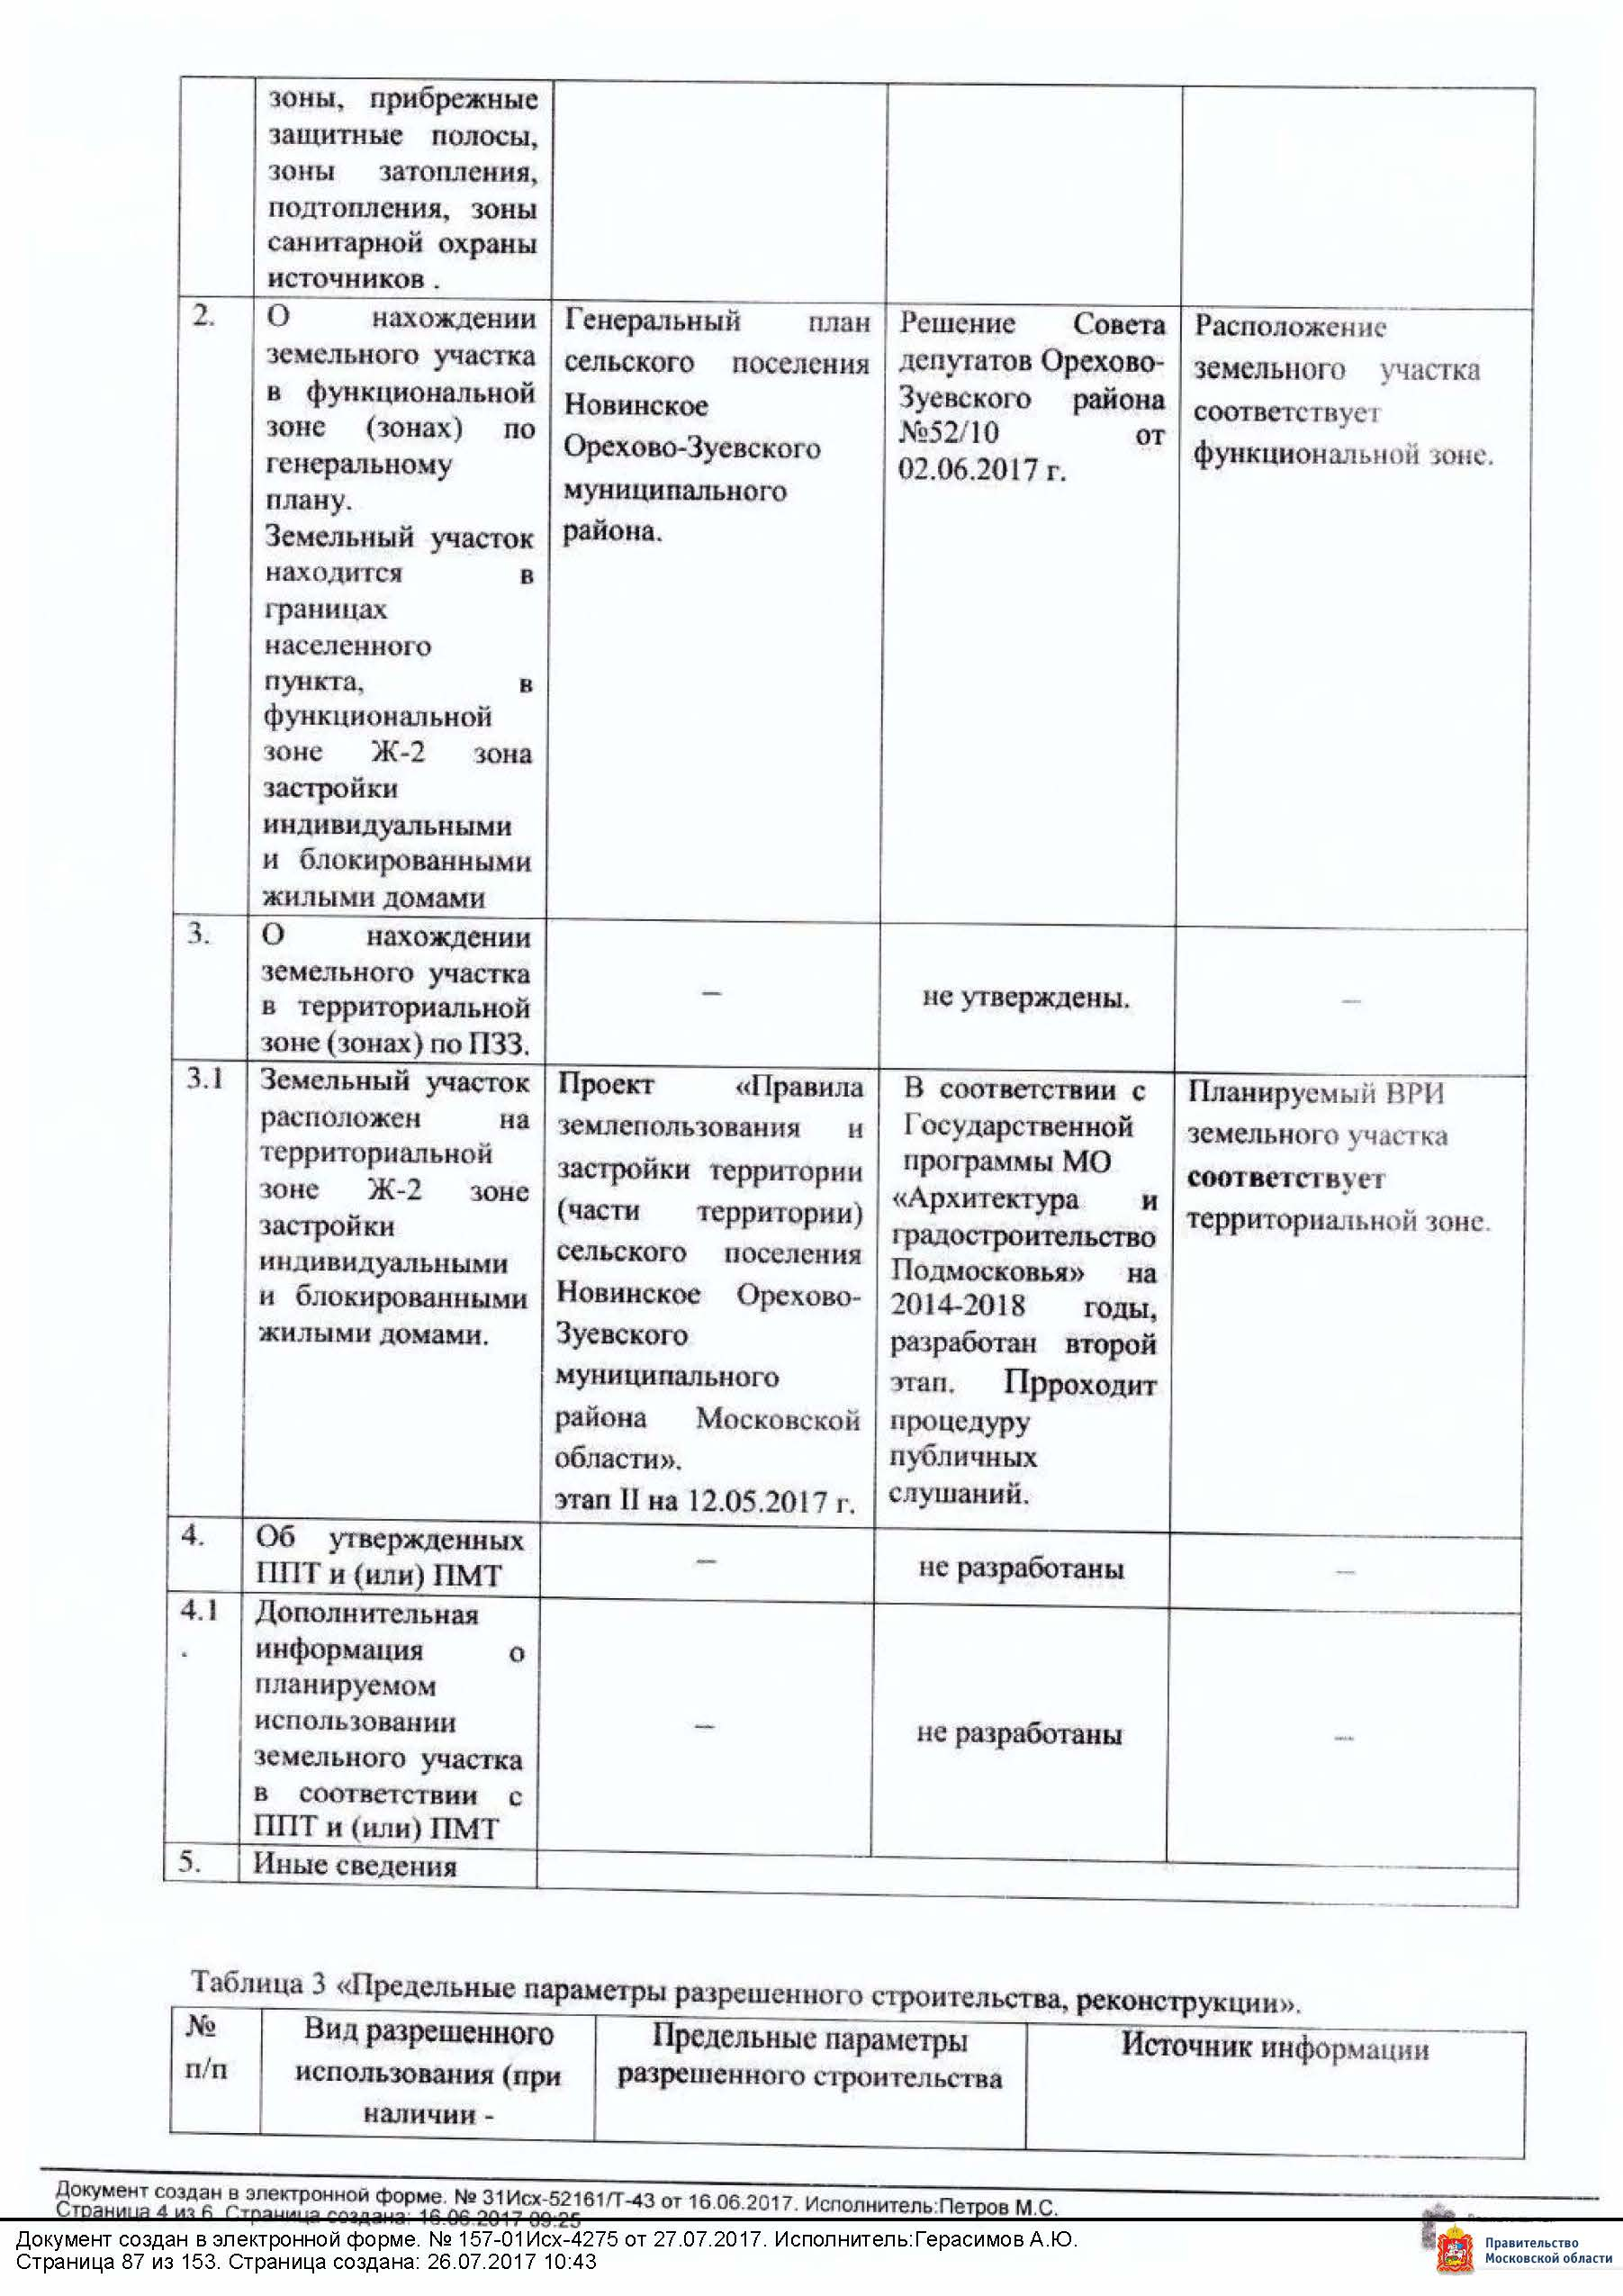 зоны, прибрежные
защитные полосы,
зоны затопления,
подтопления, зоны
санитарной охраны
источников .
2.
О нахождении
земельного участка
в функциональной
зоне (зонах) по
генеральному
плану.
Земельный участок
находится в
границах
населенного
пункта, в
функциональной
зоне Ж-2 зона
застройки
индивидуальными
и блокированными
жилыми домами
Генеральный план
сельского поселения
Новинское
Орехово-Зуевского
муниципального
района.
Решение Совета
депутатов Орехово-
Зуевского района
№52/10 от
02.06.2017 г.
Расположение
земельного участка
соответствует
функциональной зоне.
3.
О нахождении
земельного участка
в территориальной
зоне (зонах) по ПЗЗ.
–
не утверждены.
–
3.1
Земельный участок
расположен на
территориальной
зоне Ж-2 зоне
застройки
индивидуальными
и блокированными
жилыми домами.
Проект «Правила
землепользования и
застройки территории
(части территории)
сельского поселения
Новинское Орехово-
Зуевского
муниципального
района Московской
области».
этап II на 12.05.2017 г.
В соответствии с
Государственной
программы МО
«Архитектура и
градостроительство
Подмосковья» на
2014-2018 годы,
разработан второй
этап. Прроходит
процедуру
публичных
слушаний.
Планируемый ВРИ
земельного участка
соответствует
территориальной зоне.
4.
Об утвержденных
ППТ и (или) ПМТ
–
не разработаны
–
4.1
.
Дополнительная
информация о
планируемом
использовании
земельного участка
в соответствии с
ППТ и (или) ПМТ
–
не разработаны
–
5.
Иные сведения
Таблица 3 «Предельные параметры разрешенного строительства, реконструкции».
№
п/п
Вид разрешенного
использования (при
наличии -
Предельные параметры
разрешенного строительства
Источник информации
Документ создан в электронной форме. № 31Исх-52161/Т-43 от 16.06.2017. Исполнитель:Петров М.С.
Страница 4 из 6. Страница создана: 16.06.2017 09:25
Документ создан в электронной форме. № 157-01Исх-4275 от 27.07.2017. Исполнитель:Герасимов А.Ю.
Страница 87 из 153. Страница создана: 26.07.2017 10:43
Правительство
Московской области